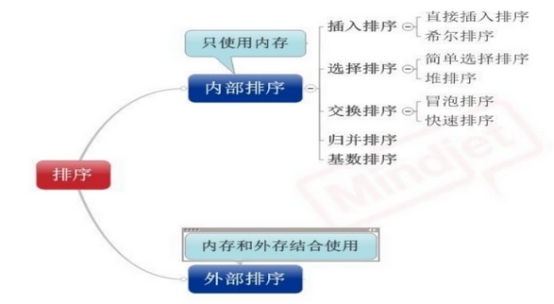 排序
只使用内存
内部排序
插入排序
直接插入排序
希尔排序
选择排序
简单选择排序
堆排序
交换排序
冒泡排序
快速排序
归并排序
基数排序
内存和外存结合使用
外部排序
Mindjet